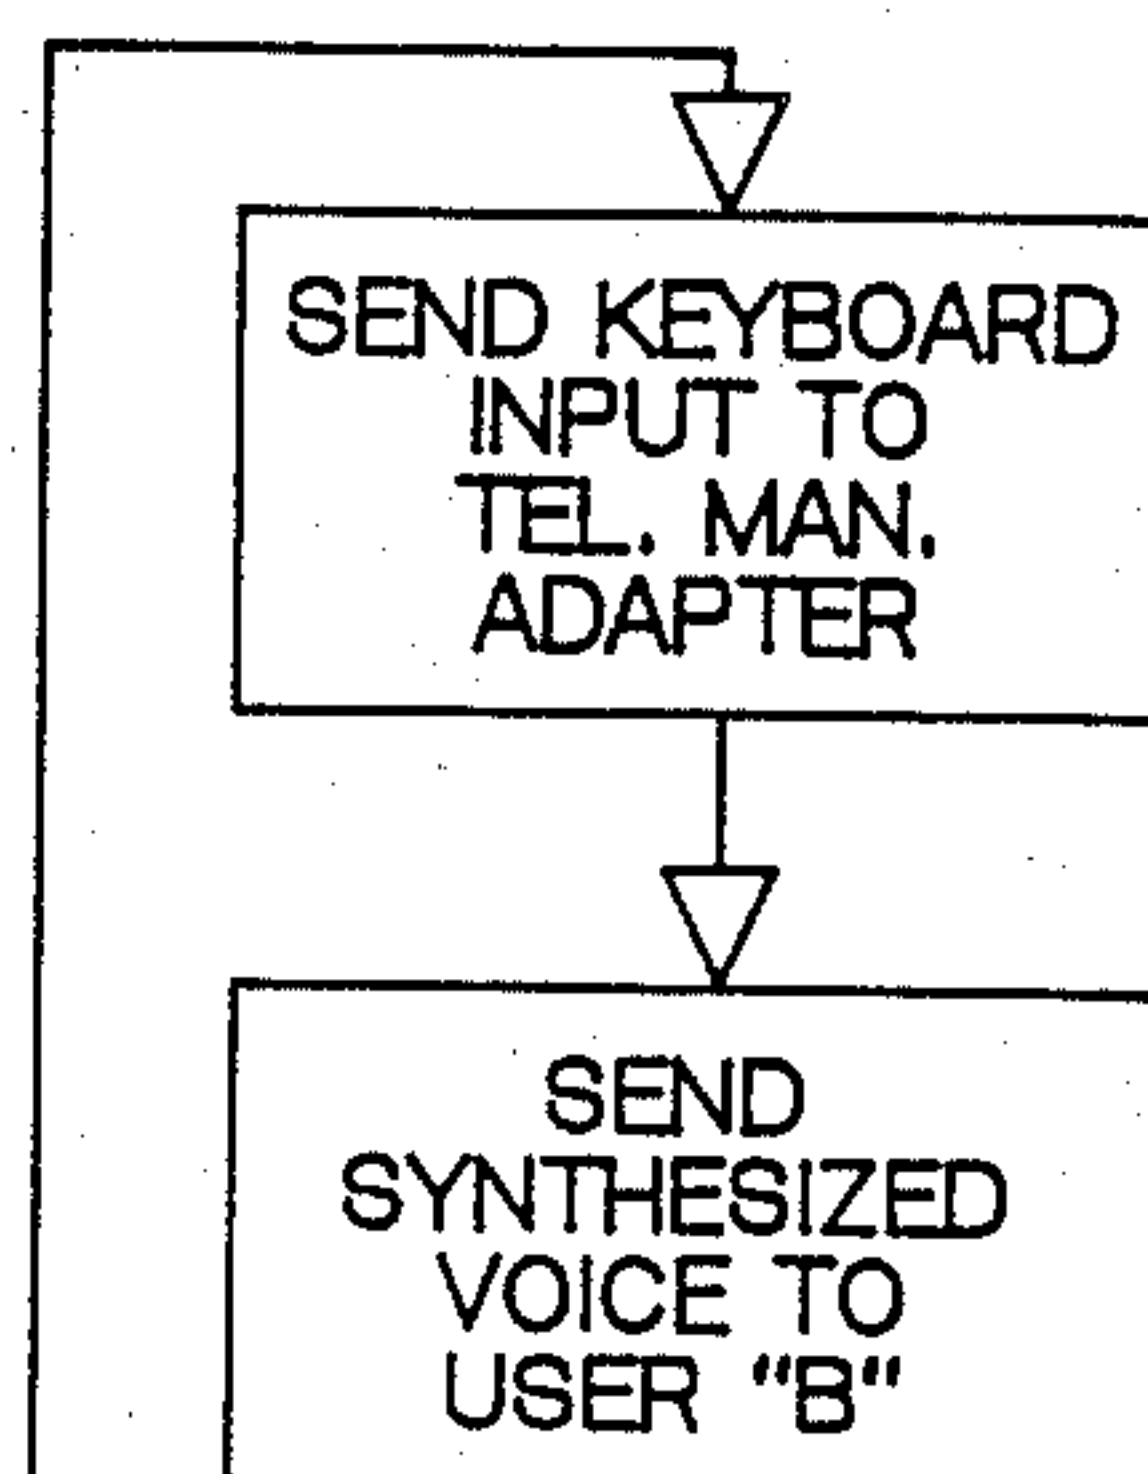 SEND KEYBOARD
INPUT TO
TEL. MAN.
ADAPTER
SEND
SYNTHESIZED
VOICE TO
USER "B"